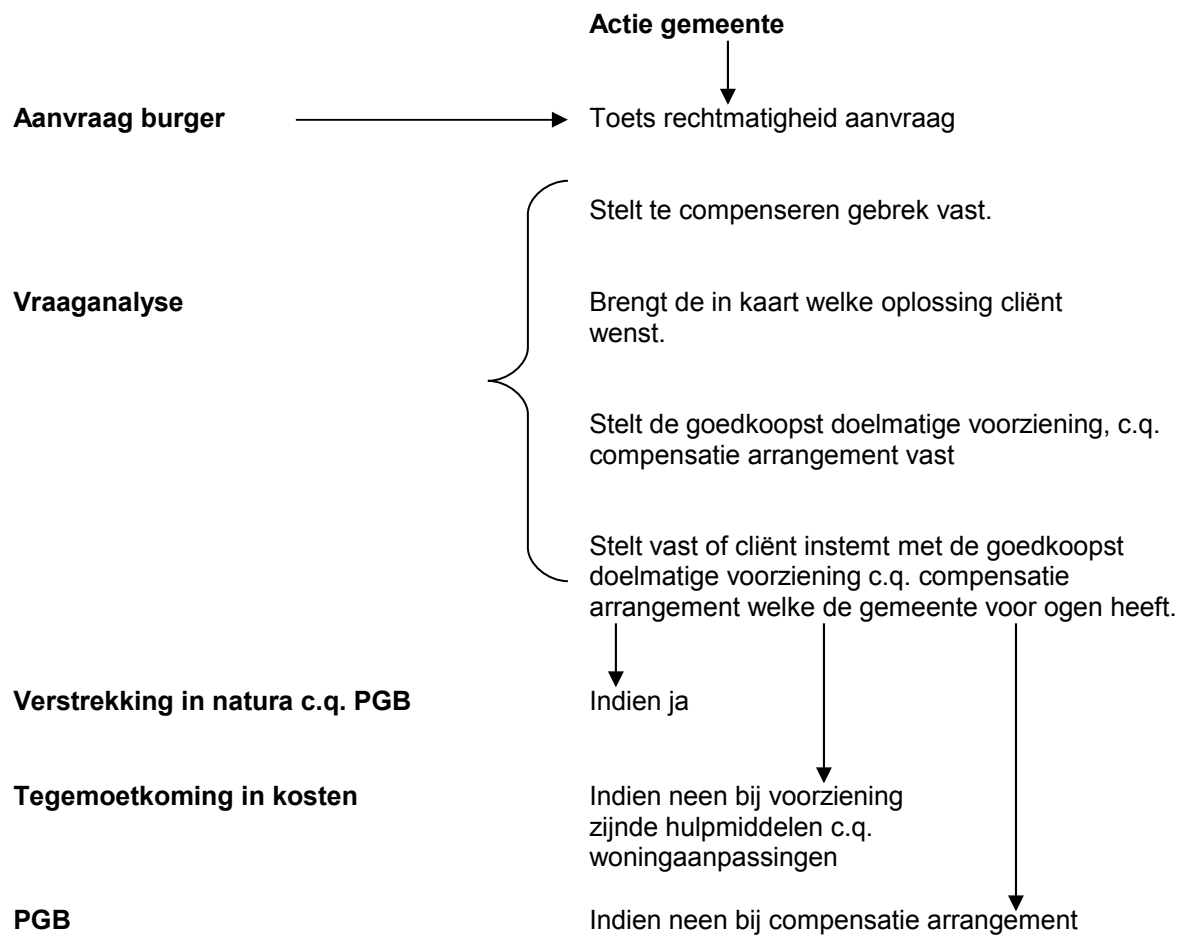 Actie gemeente
Aanvraag burger Toets rechtmatigheid aanvraag
Stelt te compenseren gebrek vast.
Vraaganalyse Brengt de in kaart welke oplossing cliënt
wenst.
Stelt de goedkoopst doelmatige voorziening, c.q.
compensatie arrangement vast
Stelt vast of cliënt instemt met de goedkoopst
doelmatige voorziening c.q. compensatie
arrangement welke de gemeente voor ogen heeft.
Verstrekking in natura c.q. PGB Indien ja
Tegemoetkoming in kosten Indien neen bij voorziening
zijnde hulpmiddelen c.q.
woningaanpassingen
PGB Indien neen bij compensatie arrangement